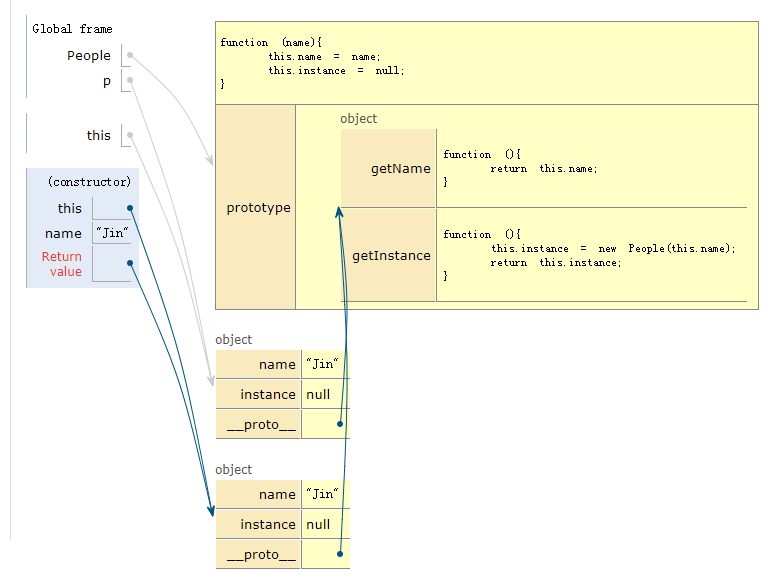 Global frame
People
p
this
(constructor)
this
name "Jin"
Return
value
function (name){
this.name = name;
this.instance = null;
}
prototype
object
getName
function (){
return this.name;
}
getInstance
function (){
this.instance = new People(this.name);
return this.instance;
}
object
name "Jin"
instance null
__proto__
object
name "Jin"
instance null
__proto__